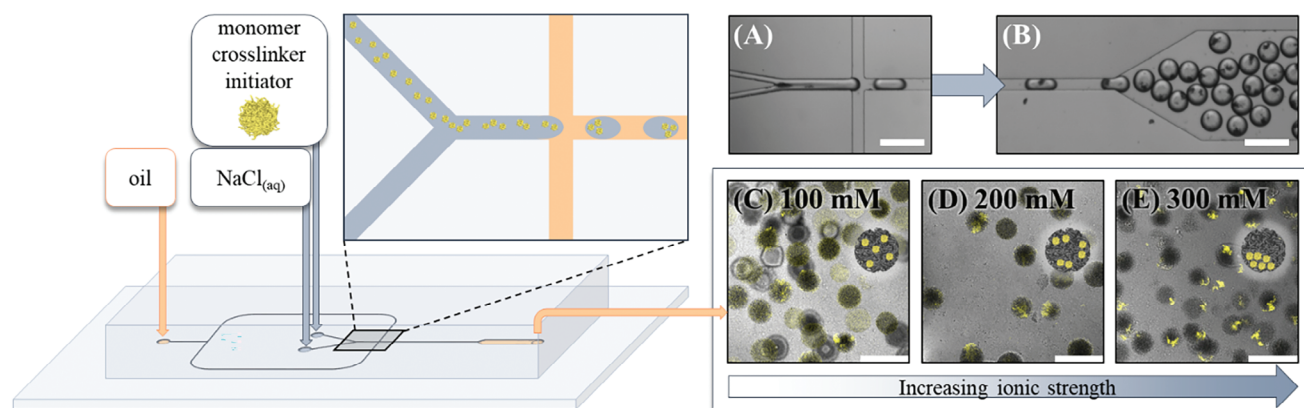 monomer
crosslinker
initiator
oil
NaCl(aq)
(A)
(B)
(C) 100 mM
(D) 200 mM
(E) 300 mM
Increasing ionic strength